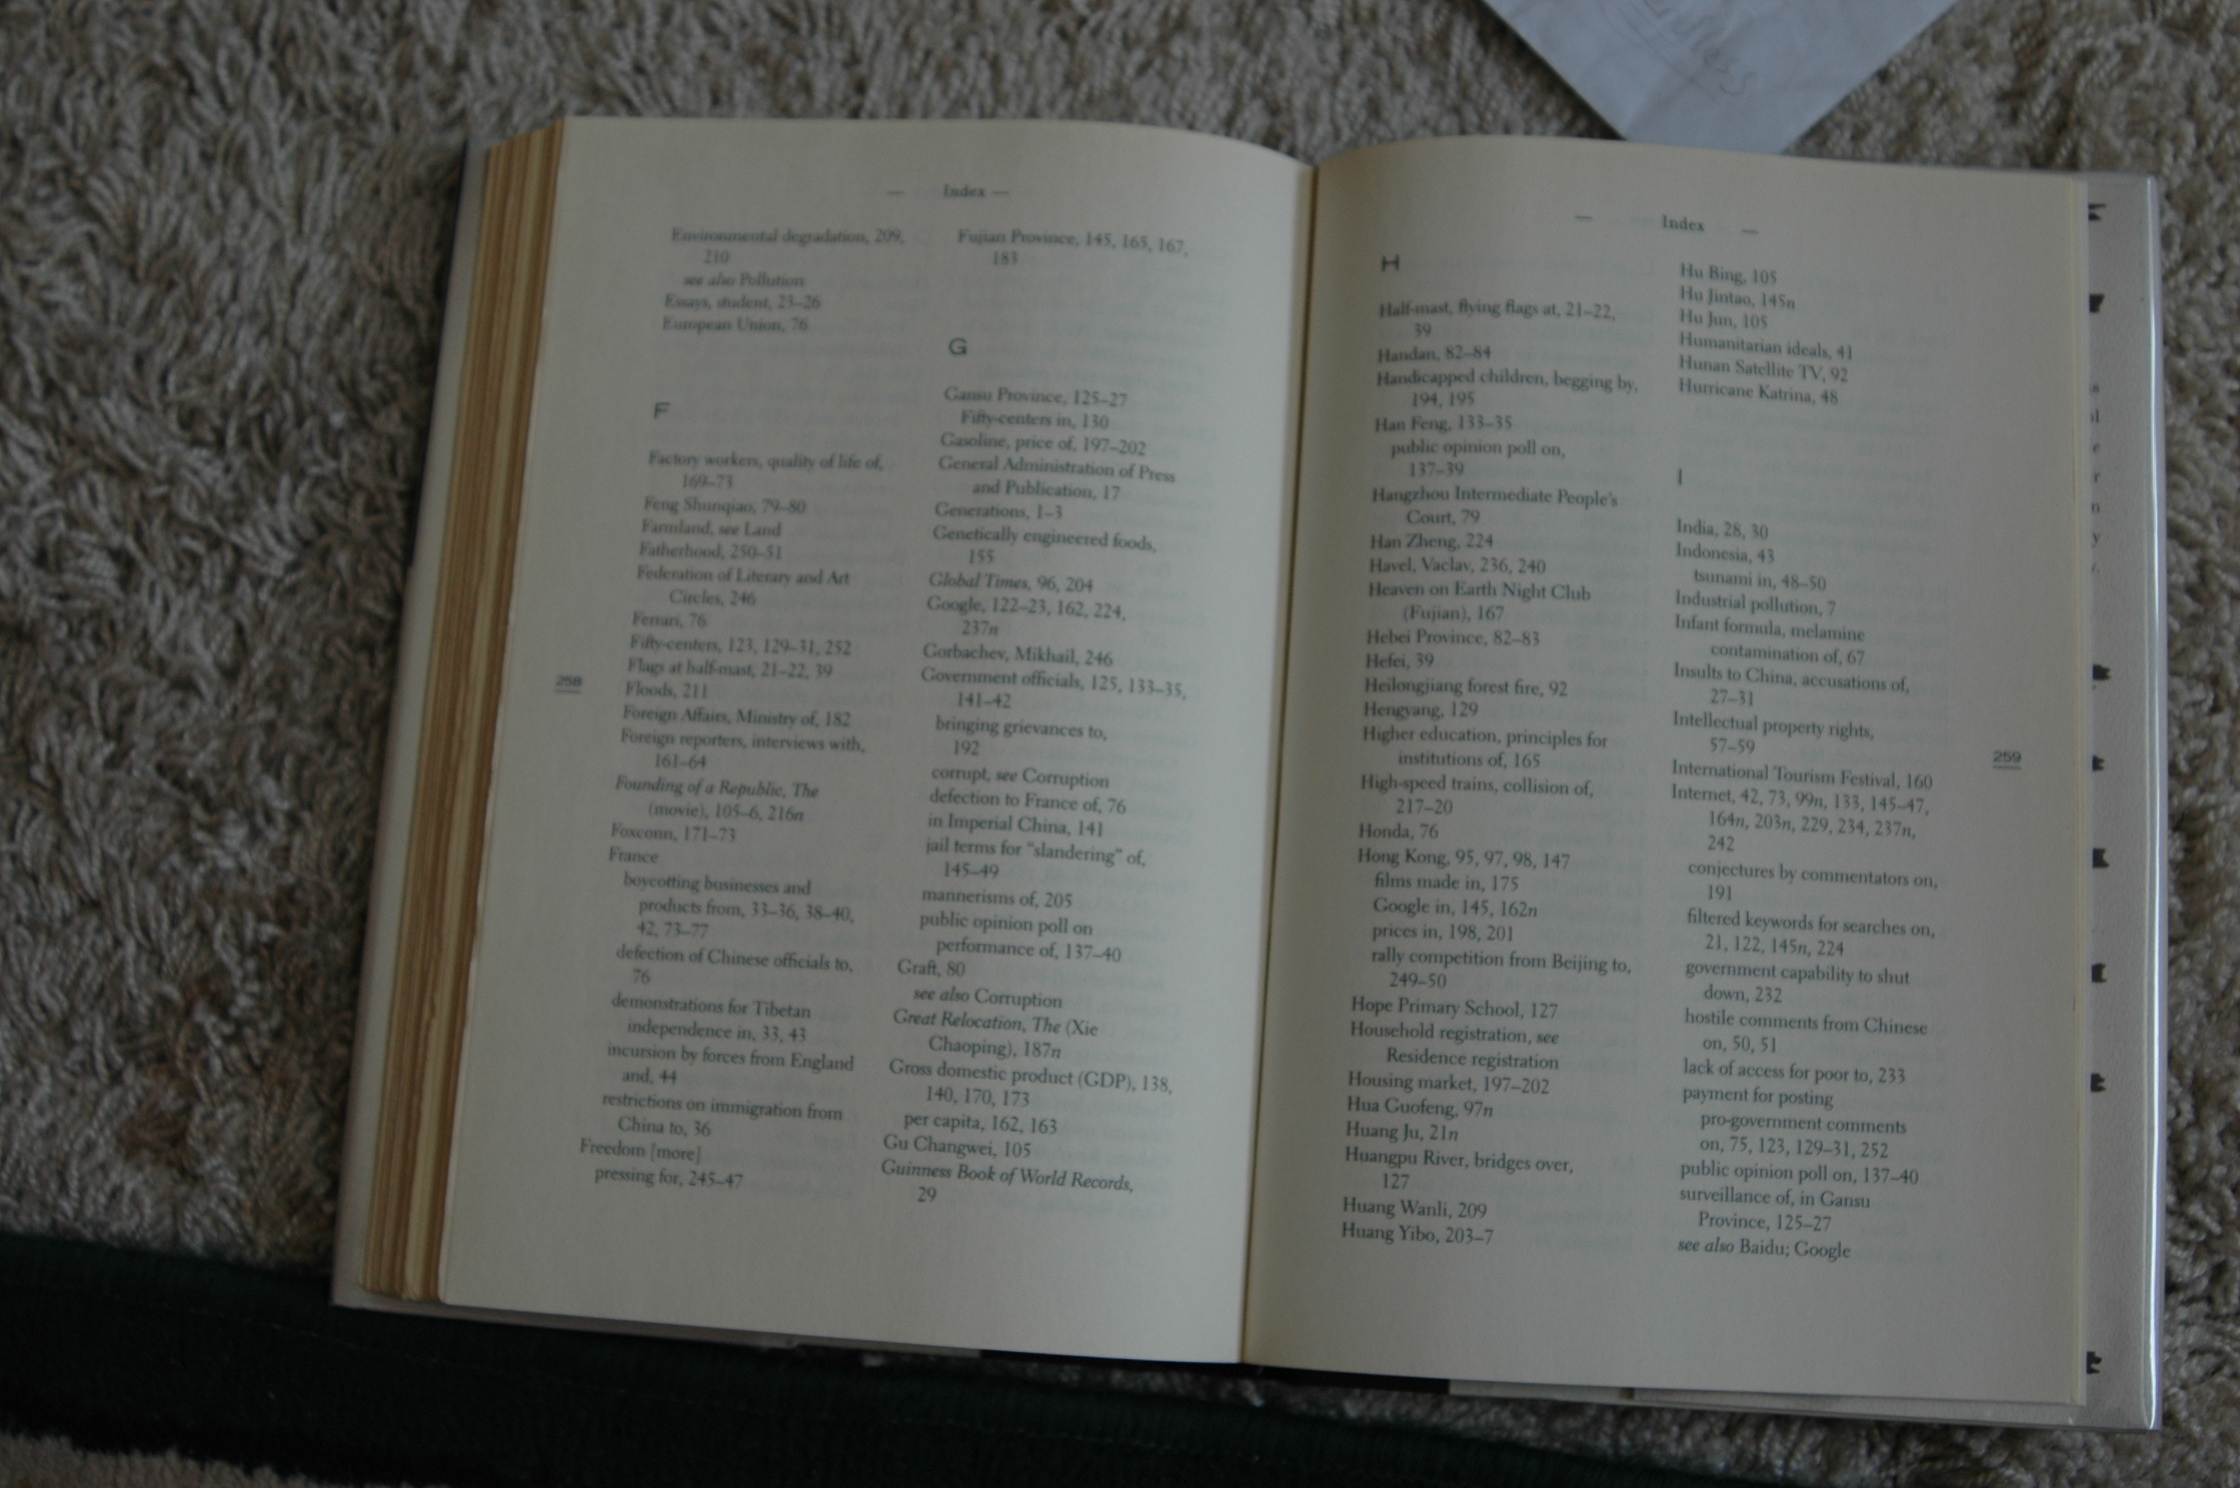 — Index —
Environmental degradation, 209,
210
see also Pollution
Essays, student, 23–26
European Union, 76
F
Factory workers, quality of life of,
169–73
Feng Shunqiao, 79–80
Farmland, see Land
Fatherhood, 250–51
Federation of Literary and Art
Circles, 246
Ferrari, 76
Fifty-centers, 123, 129–31, 252
Flags at half-mast, 21–22, 39
Floods, 211
Foreign Affairs, Ministry of, 182
Foreign reporters, interviews with,
161–64
Founding of a Republic, The
(movie), 105–6, 216n
Foxconn, 171–73
France
boycotting businesses and
products from, 33–36, 38–40,
42, 73–77
defection of Chinese officials to,
76
demonstrations for Tibetan
independence in, 33, 43
incursion by forces from England
and, 44
restrictions on immigration from
China to, 36
Freedom [more]
pressing for, 245–47
Fujian Province, 145, 165, 167,
183
G
Gansu Province, 125–27
Fifty-centers in, 130
Gasoline, price of, 197–202
General Administration of Press
and Publication, 17
Generations, 1–3
Genetically engineered foods,
155
Global Times, 96, 204
Google, 122–23, 162, 224,
237n
Gorbachev, Mikhail, 246
Government officials, 125, 133–35,
141–42
bringing grievances to,
192
corrupt, see Corruption
defection to France of, 76
in Imperial China, 141
jail terms for "slandering" of,
145–49
mannerisms of, 205
public opinion poll on
performance of, 137–40
Graft, 80
see also Corruption
Great Relocation, The (Xie
Chaoping), 187n
Gross domestic product (GDP), 138,
140, 170, 173
per capita, 162, 163
Gu Changwei, 105
Guinness Book of World Records,
29
258
— Index —
H
Half-mast, flying flags at, 21–22,
39
Handan, 82–84
Handicapped children, begging by,
194, 195
Han Feng, 133–35
public opinion poll on,
137–39
Hangzhou Intermediate People's
Court, 79
Han Zheng, 224
Havel, Vaclav, 236, 240
Heaven on Earth Night Club
(Fujian), 167
Hebei Province, 82–83
Hefei, 39
Heilongjiang forest fire, 92
Hengyang, 129
Higher education, principles for
institutions of, 165
High-speed trains, collision of,
217–20
Honda, 76
Hong Kong, 95, 97, 98, 147
films made in, 175
Google in, 145, 162n
prices in, 198, 201
rally competition from Beijing to,
249–50
Hope Primary School, 127
Household registration, see
Residence registration
Housing market, 197–202
Hua Guofeng, 97n
Huang Ju, 21n
Huangpu River, bridges over,
127
Huang Wanli, 209
Huang Yibo, 203–7
Hu Bing, 105
Hu Jintao, 145n
Hu Jun, 105
Humanitarian ideals, 41
Hunan Satellite TV, 92
Hurricane Katrina, 48
I
India, 28, 30
Indonesia, 43
tsunami in, 48–50
Industrial pollution, 7
Infant formula, melamine
contamination of, 67
Insults to China, accusations of,
27–31
Intellectual property rights,
57–59
International Tourism Festival, 160
Internet, 42, 73, 99n, 133, 145–47,
164n, 203n, 229, 234, 237n,
242
conjectures by commentators on,
191
filtered keywords for searches on,
21, 122, 145n, 224
government capability to shut
down, 232
hostile comments from Chinese
on, 50, 51
lack of access for poor to, 233
payment for posting
pro-government comments
on, 75, 123, 129–31, 252
public opinion poll on, 137–40
surveillance of, in Gansu
Province, 125–27
see also Baidu; Google
259